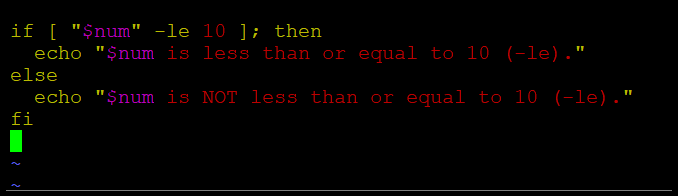 if [ "$num" -le 10 ]; then
  echo "$num is less than or equal to 10 (-le)."
else
  echo "$num is NOT less than or equal to 10 (-le)."
fi
~
~